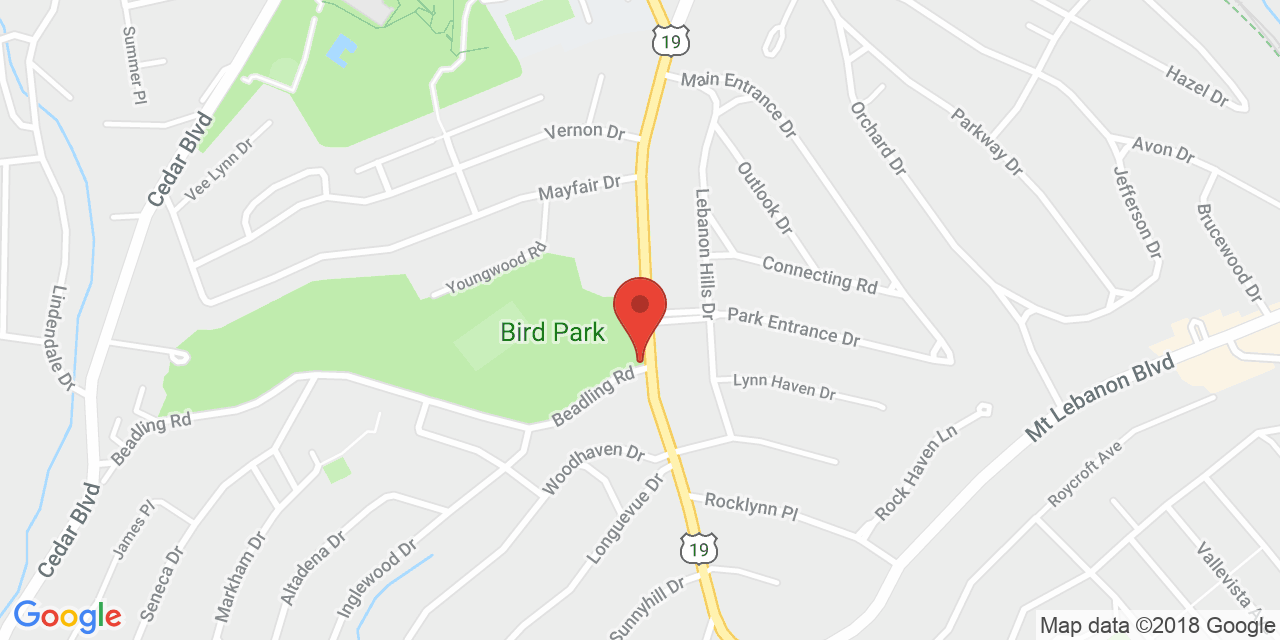 19
Summer Pl
Hazel Dr
Main Entrance Dr
Cedar Blvd
Vee Lynn Dr
Vernon Dr
Orchard Dr
Parkway Dr
Avon Dr
Mayfair Dr
Outlook Dr
Jefferson Dr
Lebanon Hills Dr
Brucewood Dr
Youngwood Rd
Connecting Rd
Lindendale Dr
Bird Park
Park Entrance Dr
Beadling Rd
Lynn Haven Dr
Mt Lebanon Blvd
Beadling Rd
Woodhaven Dr
Rock Haven Ln
Roycroft Ave
Cedar Blvd
Longuevue Dr
Rocklynn Pl
James Pl
19
Seneca Dr
Markham Dr
Altadena Dr
Inglewood Dr
Sunnyhill Dr
Vallevista A
Google
Map data ©2018 Google